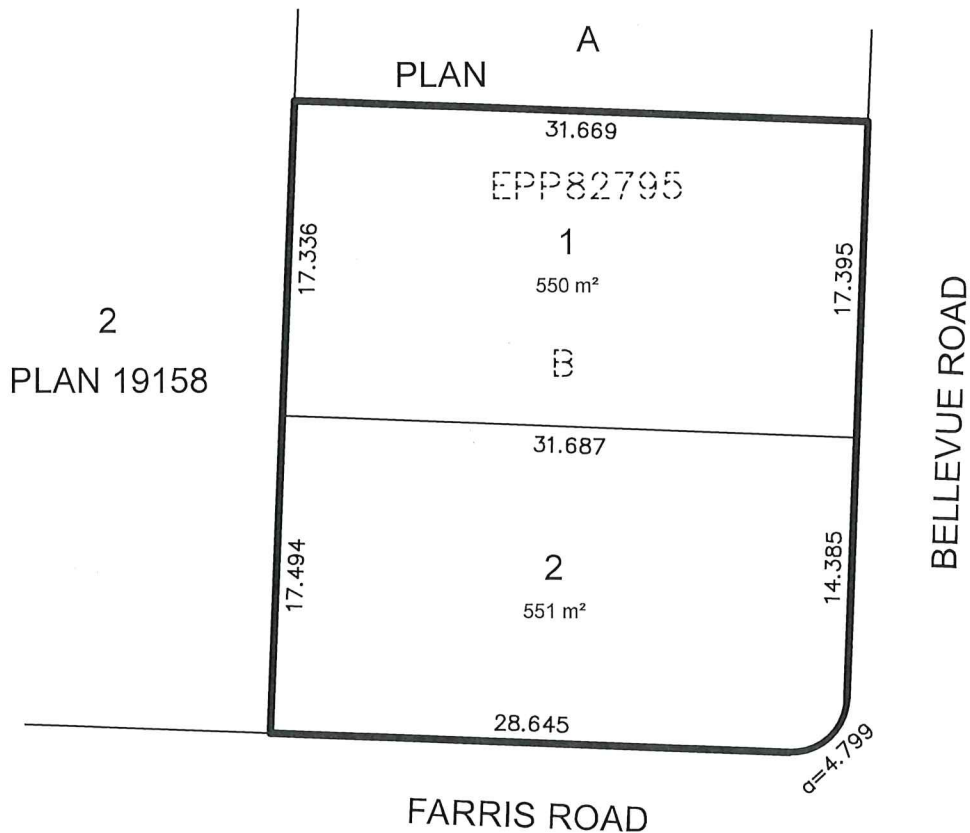 A
PLAN
31.669
EPP82795
1
550 m²
17.336
17.395
B
2
PLAN 19158
31.687
BELLEVUE ROAD
17.494
2
551 m²
14.385
28.645
a=4.799
FARRIS ROAD